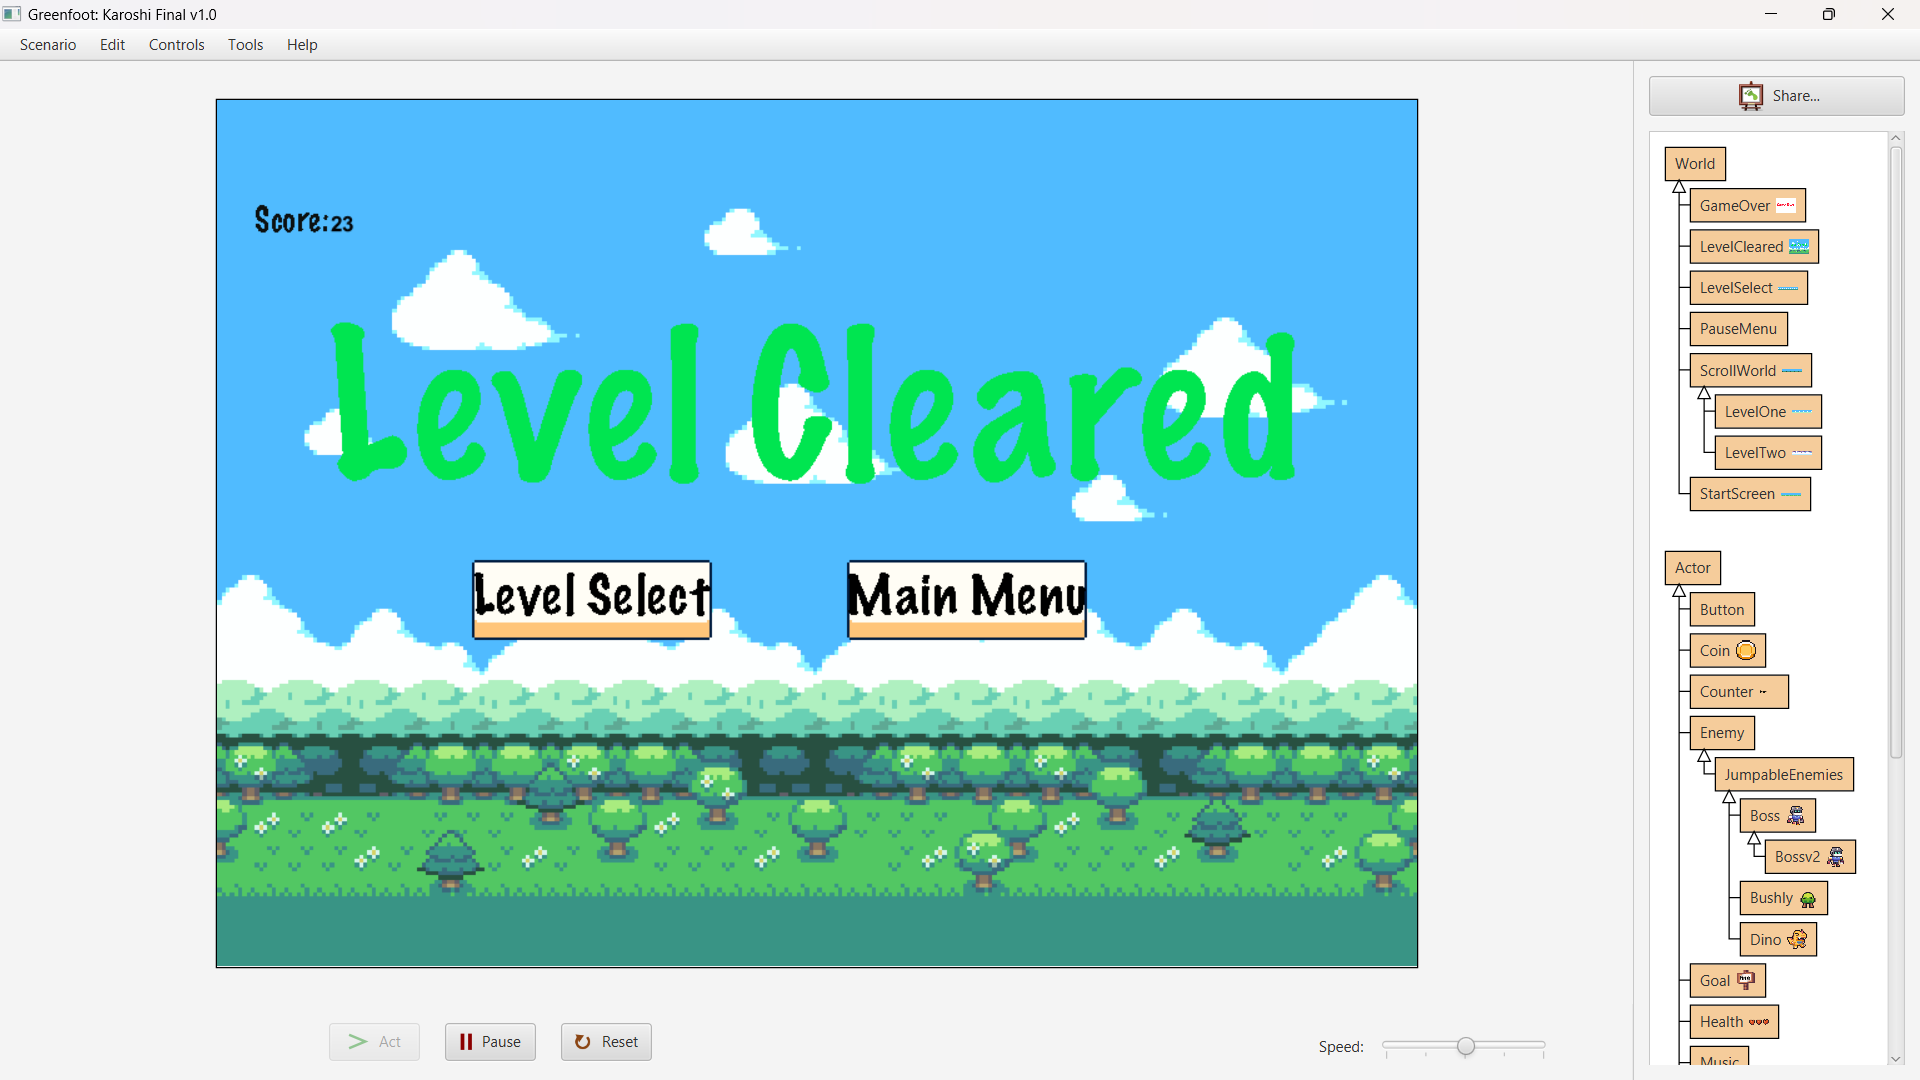 Greenfoot: Karoshi Final v1.0
Scenario Edit Controls Tools Help
Share...
Score:23
Level Cleared
Level Select
Main Menu
World
GameOver
LevelCleared
LevelSelect
PauseMenu
ScrollWorld
LevelOne
LevelTwo
StartScreen
Actor
Button
Coin
Counter
Enemy
JumpableEnemies
Boss
Bossv2
Bushly
Dino
Goal
Health
Music
Act Pause Reset Speed: